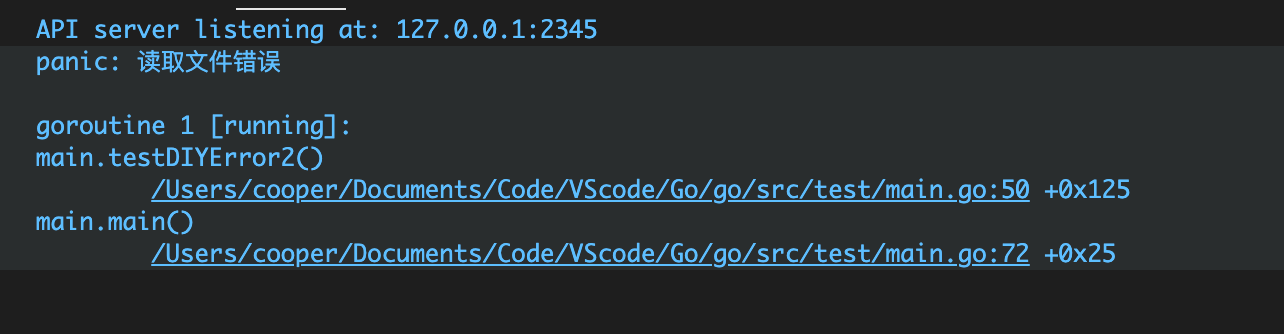 API server listening at: 127.0.0.1:2345
panic: 读取文件错误
goroutine 1 [running]:
main.testDIYError2()
/Users/cooper/Documents/Code/VScode/Go/go/src/test/main.go:50 +0x125
main.main()
/Users/cooper/Documents/Code/VScode/Go/go/src/test/main.go:72 +0x25